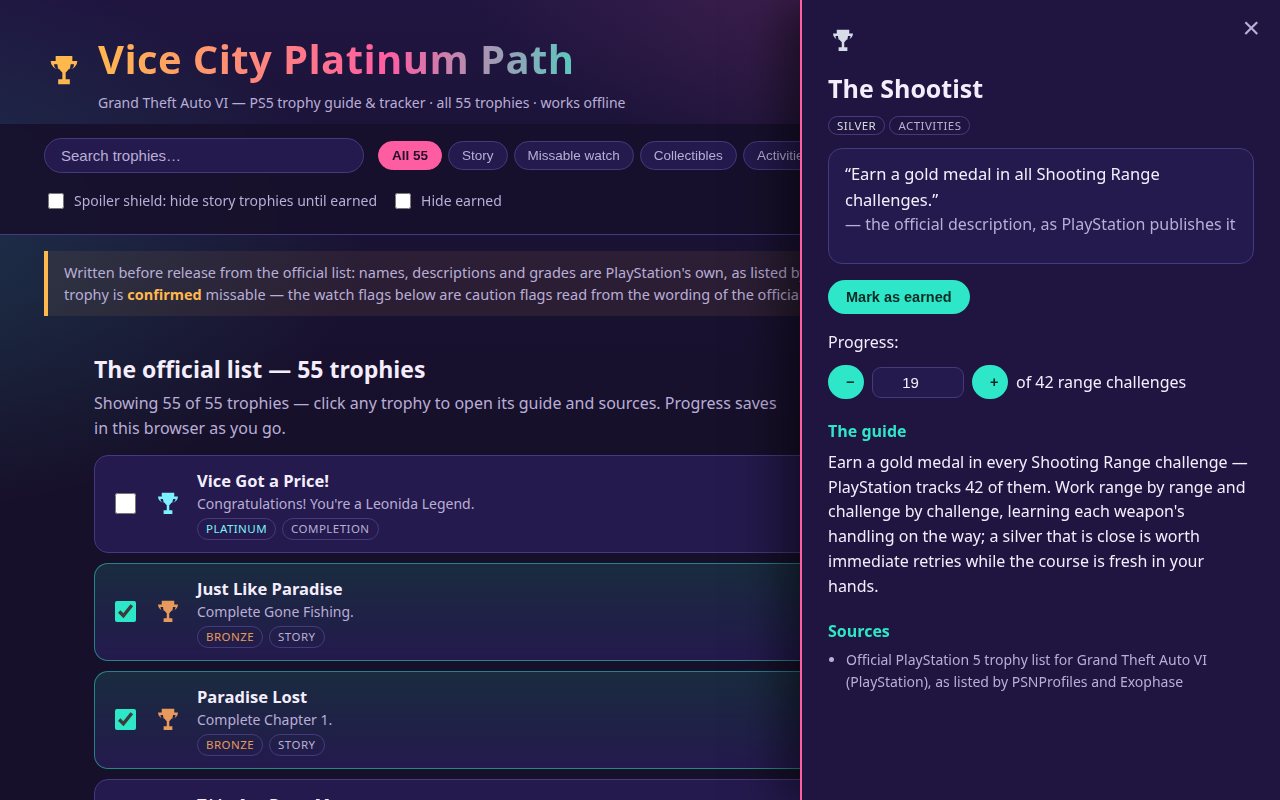 Vice City Platinum Path
Grand Theft Auto VI — PS5 trophy guide & tracker · all 55 trophies · works offline
Search trophies…
All 55
Story
Missable watch
Collectibles
Spoiler shield: hide story trophies until earned
Hide earned
Written before release from the official list: names, descriptions and grades are PlayStation's own, as listed
trophy is confirmed missable — the watch flags below are caution flags read from the wording of the
The official list — 55 trophies
Showing 55 of 55 trophies — click any trophy to open its guide and sources. Progress saves
in this browser as you go.
Vice Got a Price!
Congratulations! You're a Leonida Legend.
PLATINUM
COMPLETION
Just Like Paradise
Complete Gone Fishing.
BRONZE
STORY
Paradise Lost
Complete Chapter 1.
BRONZE
STORY
×
The Shootist
SILVER
ACTIVITIES
“Earn a gold medal in all Shooting Range
challenges.”
— the official description, as PlayStation publishes it
Mark as earned
Progress:
− 19 + of 42 range challenges
The guide
Earn a gold medal in every Shooting Range challenge —
PlayStation tracks 42 of them. Work range by range and
challenge by challenge, learning each weapon's
handling on the way; a silver that is close is worth
immediate retries while the course is fresh in your
hands.
Sources
• Official PlayStation 5 trophy list for Grand Theft Auto VI
(PlayStation), as listed by PSNProfiles and Exophase